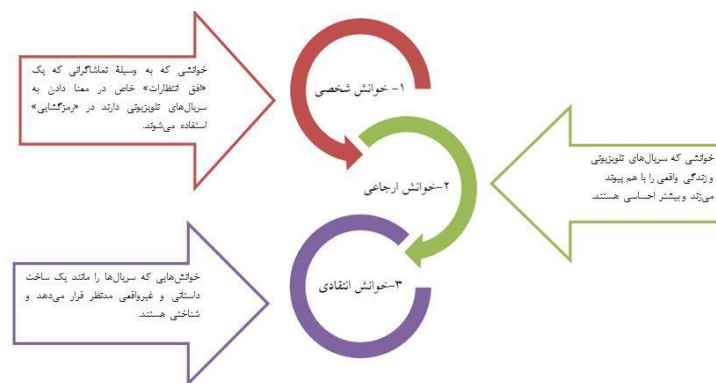 ۱- خوانش شخصی
خوانشی که به وسیلهٔ تماشاگرانی که یک
«افق انتظارات» خاص در معنا دادن به
سریال‌های تلویزیونی دارند در «رمزگشایی»
استفاده می‌شوند.
۲-خوانش ارجاعی
خوانشی که سریال‌های تلویزیونی
و زندگی واقعی را با هم پیوند
می‌زند و بیشتر احساسی هستند.
۳-خوانش انتقادی
خوانش‌هایی که سریال‌ها را مانند یک ساخت
داستانی و غیرواقعی مدنظر قرار می‌دهد و
شناختی هستند.